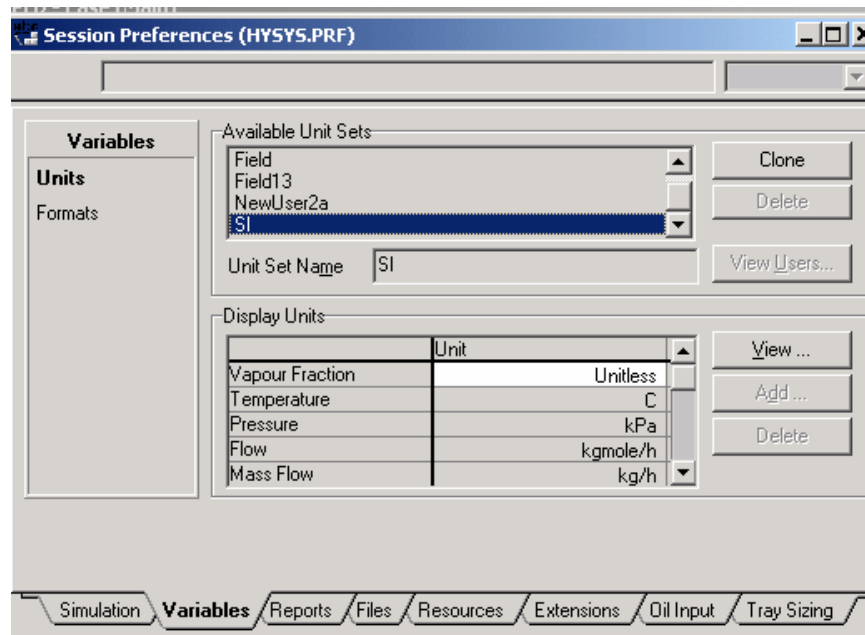 Session Preferences (HYSYS.PRF)
Variables
Units
Formats
Available Unit Sets
Field
Field13
NewUser2a
SI
Unit Set Name SI
Clone
Delete
View Users...
Display Units
Unit
Vapour Fraction Unitless
Temperature C
Pressure kPa
Flow kgmole/h
Mass Flow kg/h
View ...
Add ...
Delete
Simulation Variables Reports Files Resources Extensions Oil Input Tray Sizing